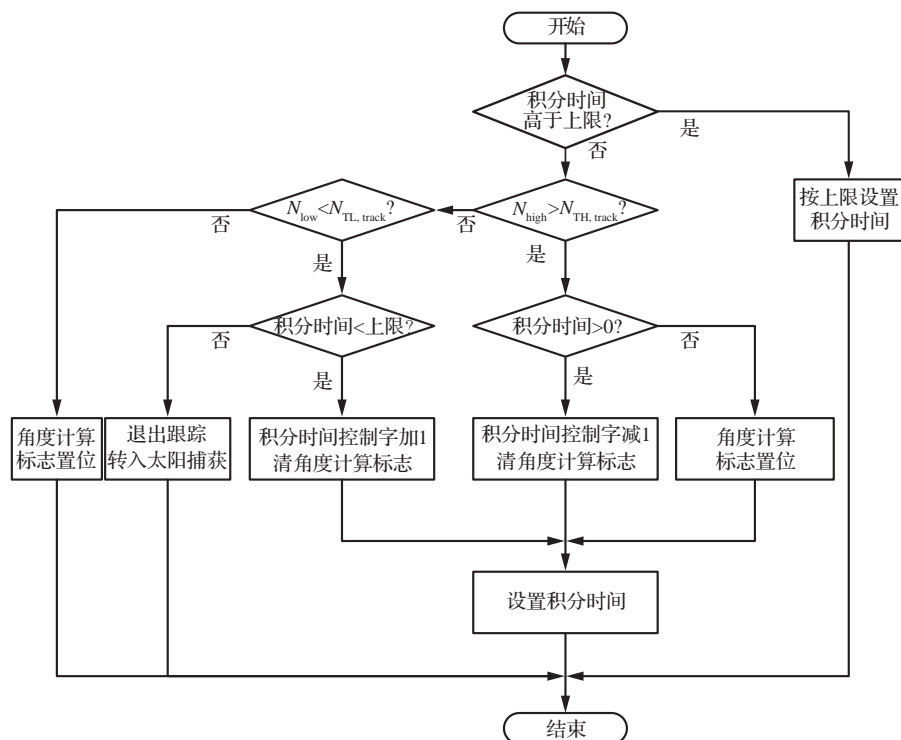 开始
积分时间
高于上限?
是
否
按上限设置
积分时间
N_high>N_TH, track?
否
是
N_low<N_TL, track?
否
是
积分时间<上限?
否
是
积分时间>0?
否
是
角度计算
标志置位
退出跟踪
转入太阳捕获
积分时间控制字加1
清角度计算标志
积分时间控制字减1
清角度计算标志
角度计算
标志置位
设置积分时间
结束